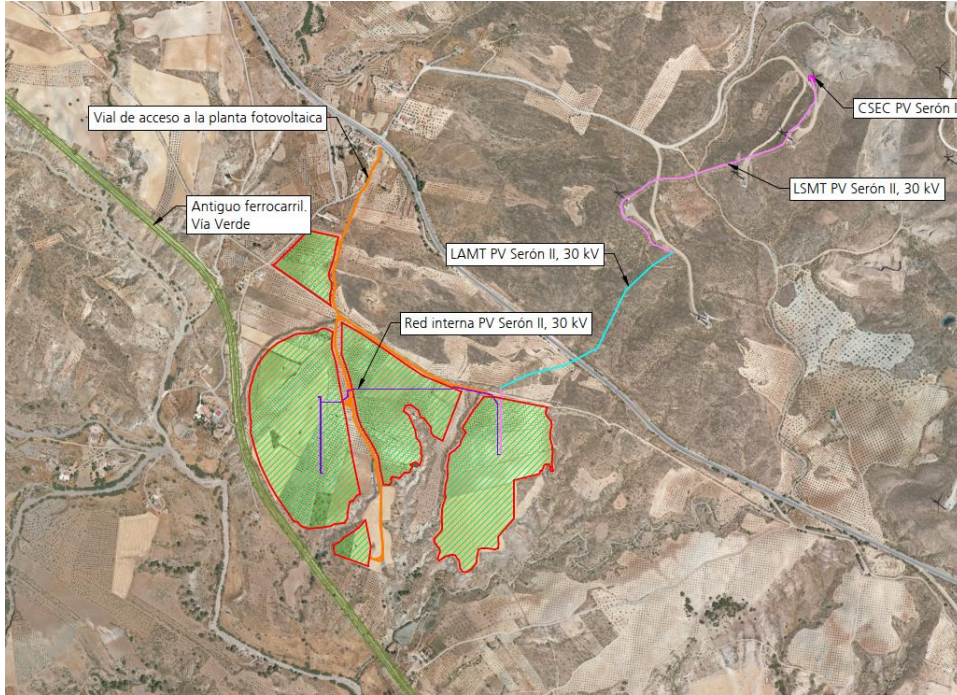 CSEC PV Serón I
Vial de acceso a la planta fotovoltaica
LSMT PV Serón II, 30 kV
Antiguo ferrocarril.
Vía Verde
LAMT PV Serón II, 30 kV
Red interna PV Serón II, 30 kV